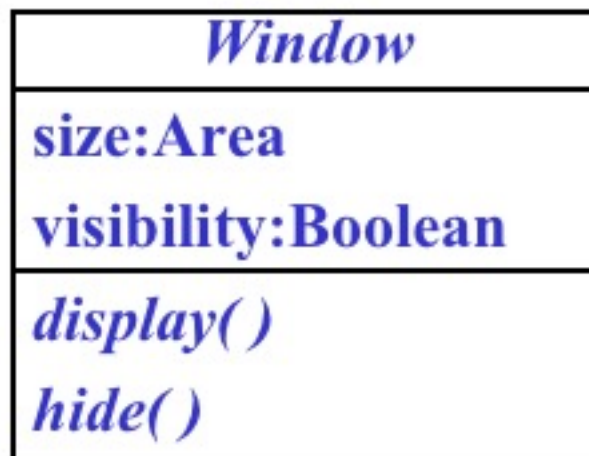 Window
size:Area
visibility:Boolean
display( )
hide( )